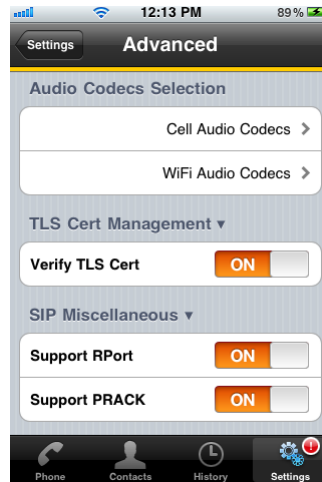 12:13 PM 89%
Settings Advanced
Audio Codecs Selection
Cell Audio Codecs >
WiFi Audio Codecs >
TLS Cert Management ▾
Verify TLS Cert ON
SIP Miscellaneous ▾
Support RPort ON
Support PRACK ON
!
Phone Contacts History Settings